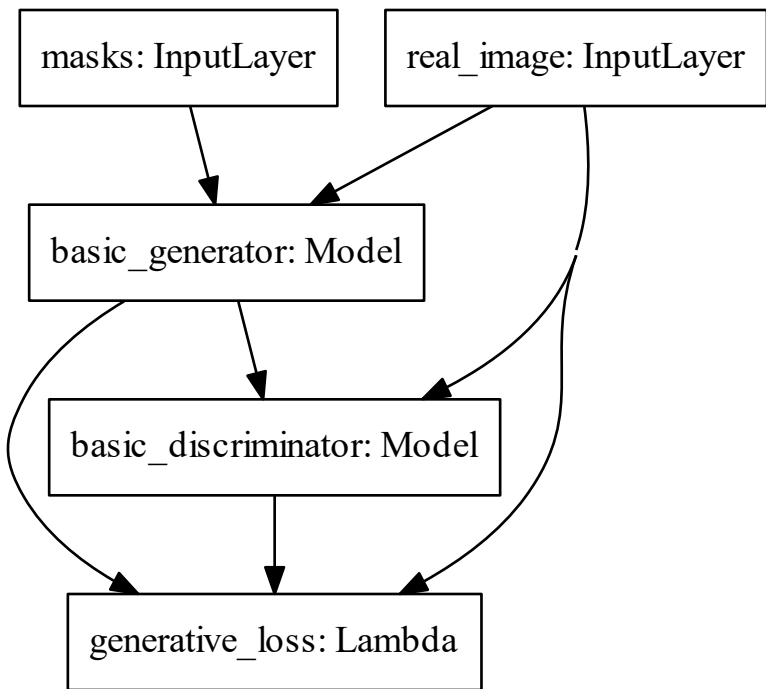 masks: InputLayer
real_image: InputLayer
basic_generator: Model
basic_discriminator: Model
generative_loss: Lambda